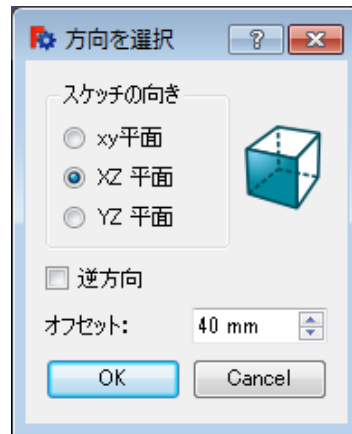 方向を選択
スケッチの向き
xy平面
XZ 平面
YZ 平面
逆方向
オフセット: 40 mm
OK Cancel